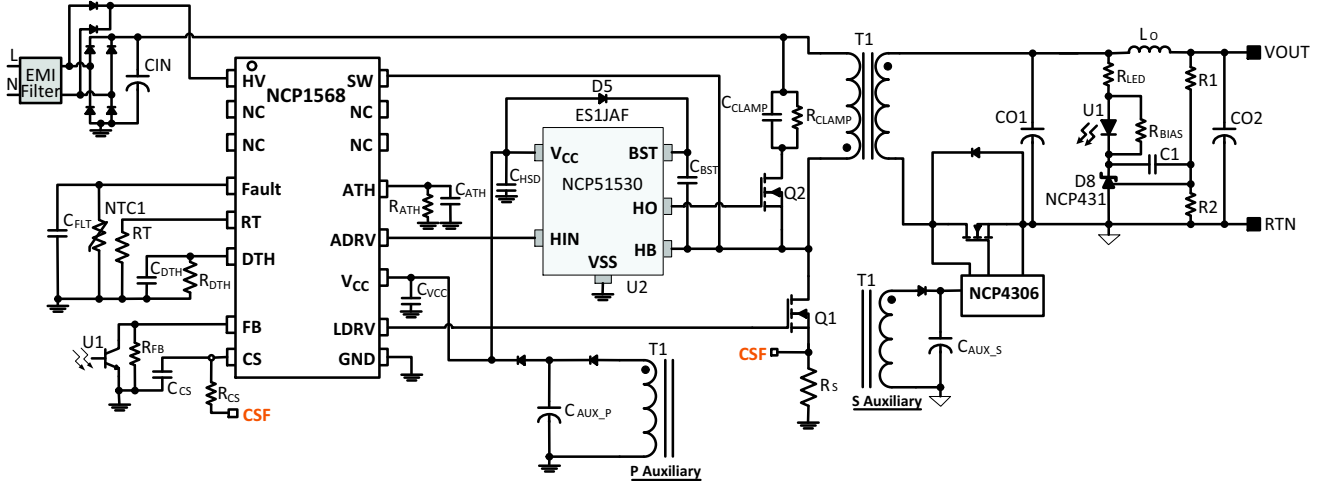 L
N
EMI
Filter
CIN
HV
NC
NC
Fault
RT
DTH
FB
CS
NCP1568
SW
NC
NC
ATH
ADRV
VCC
LDRV
GND
CFLT
NTC1
RT
CDTH
RDTH
U1
RFB
CCS
RCS
CSF
RATH
CATH
CVCC
D5
ES1JAF
CHSD
VCC
BST
NCP51530
HO
HIN
HB
VSS
U2
CBST
CCLAMP
RCLAMP
Q2
Q1
CSF
RS
T1
CAUX_P
P Auxiliary
T1
T1
CAUX_S
S Auxiliary
NCP4306
CO1
LO
RLED
U1
RBIAS
C1
D8
NCP431
R1
R2
CO2
VOUT
RTN